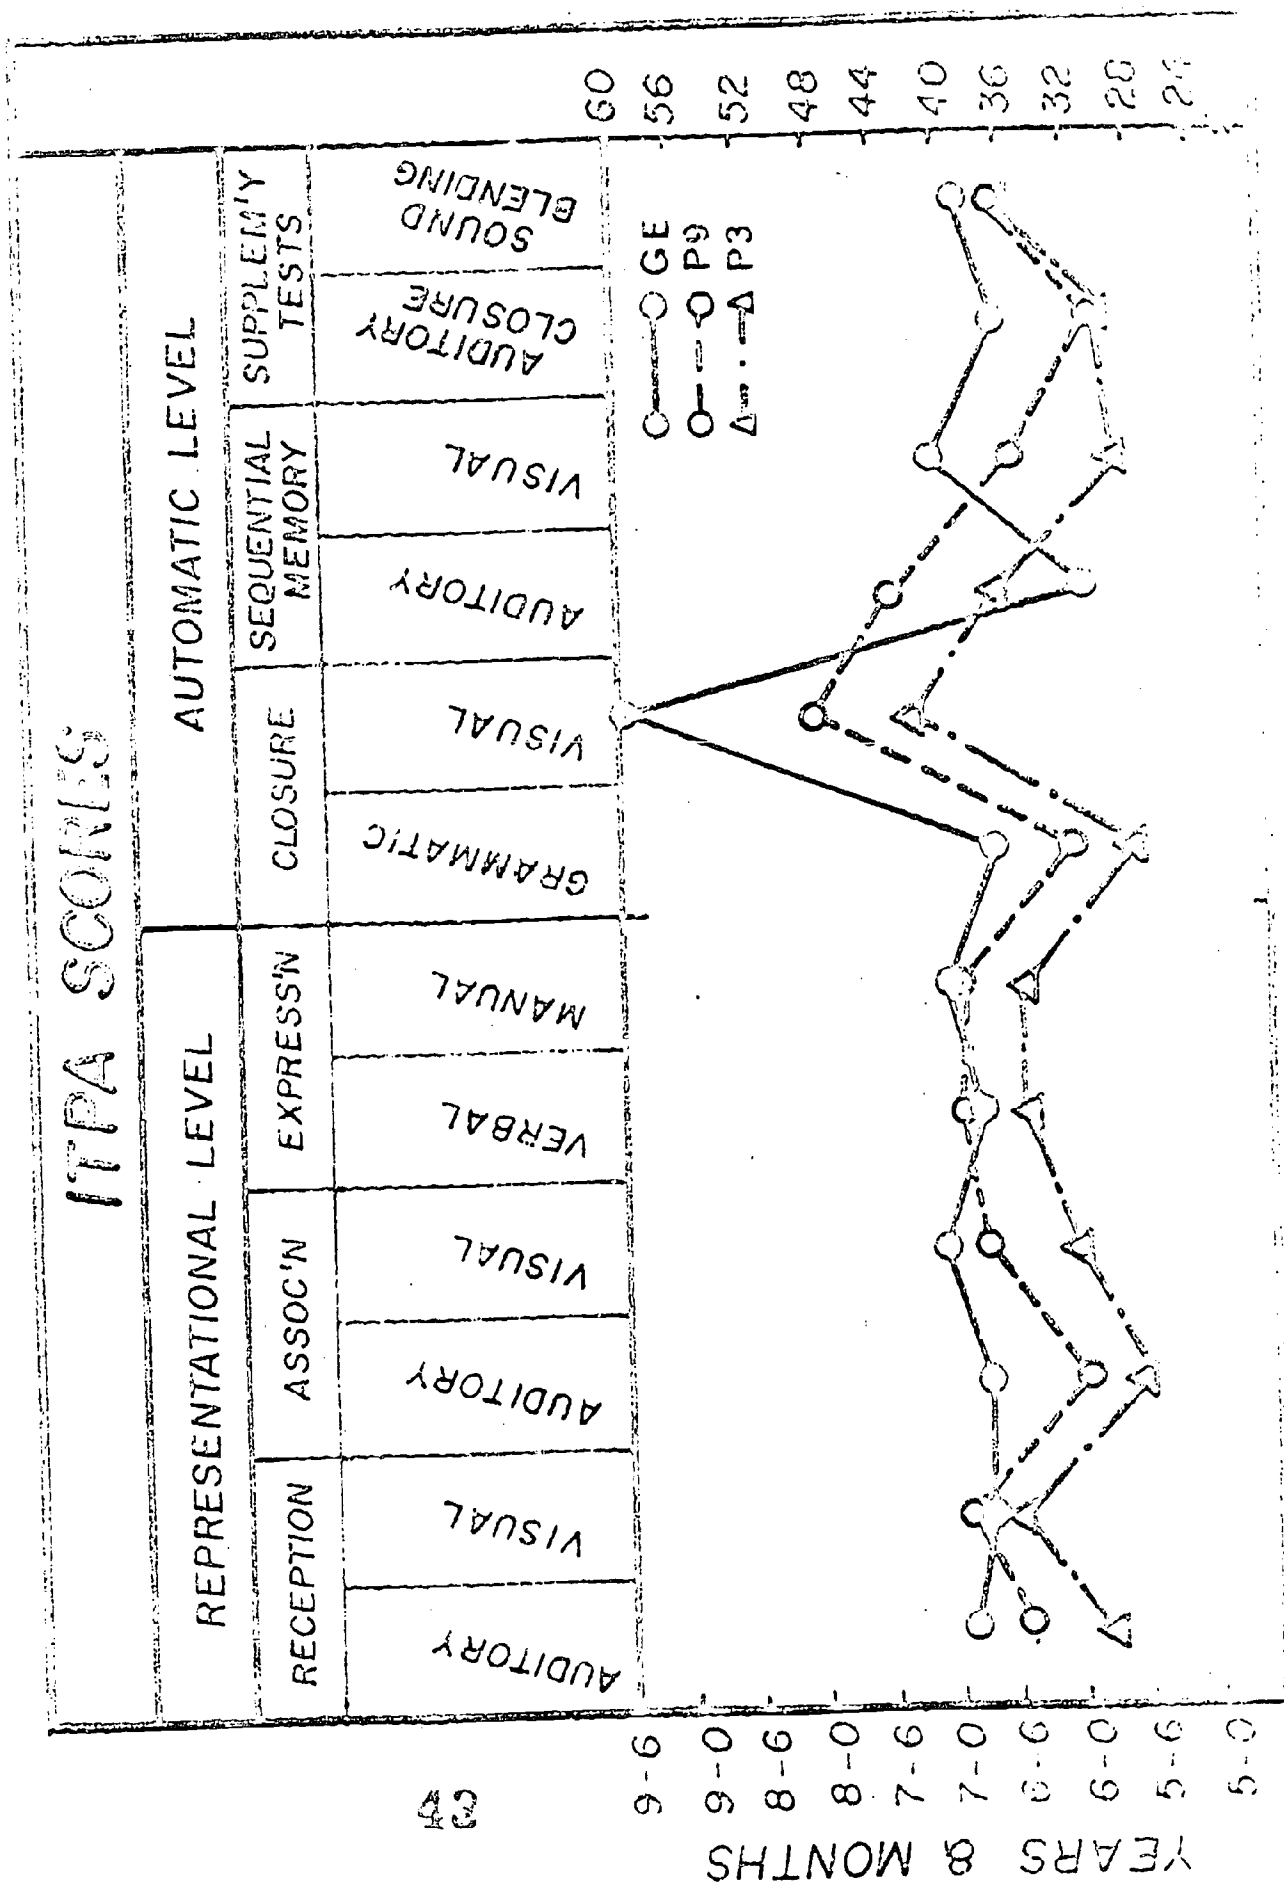 ITPA SCORES
REPRESENTATIONAL LEVEL
AUTOMATIC LEVEL
RECEPTION
ASSOC'N
EXPRESS'N
CLOSURE
SEQUENTIAL
MEMORY
SUPPLEM'Y
TESTS
AUDITORY
VISUAL
AUDITORY
VISUAL
VERBAL
MANUAL
GRAMMATIC
VISUAL
AUDITORY
VISUAL
AUDITORY
CLOSURE
SOUND
BLENDING
GE
P9
P3
YEARS & MONTHS
9-6
9-0
8-6
8-0
7-6
7-0
6-6
6-0
5-6
5-0
60
56
52
48
44
40
36
32
28
43